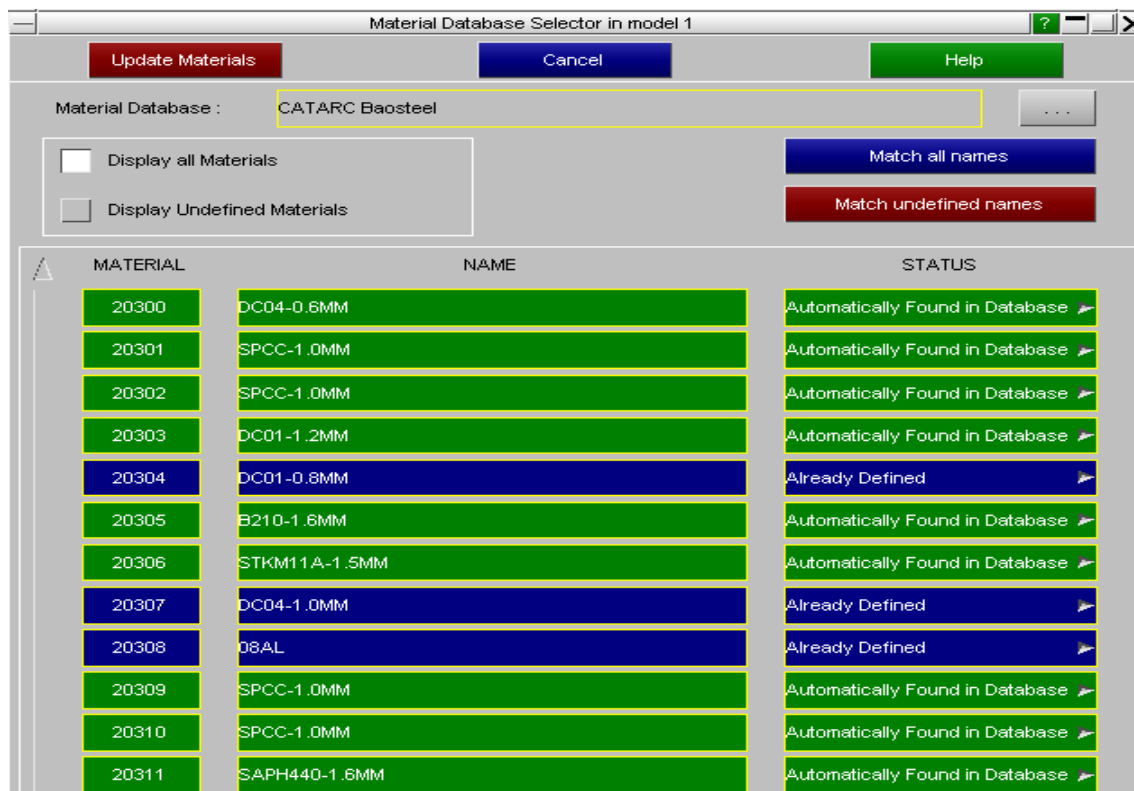 Material Database Selector in model 1 ?
Update Materials Cancel Help
Material Database : CATARC Baosteel ...
Display all Materials Match all names
Display Undefined Materials Match undefined names
MATERIAL NAME STATUS
20300 DC04-0.6MM Automatically Found in Database
20301 SPCC-1.0MM Automatically Found in Database
20302 SPCC-1.0MM Automatically Found in Database
20303 DC01-1.2MM Automatically Found in Database
20304 DC01-0.8MM Already Defined
20305 B210-1.6MM Automatically Found in Database
20306 STKM11A-1.5MM Automatically Found in Database
20307 DC04-1.0MM Already Defined
20308 08AL Already Defined
20309 SPCC-1.0MM Automatically Found in Database
20310 SPCC-1.0MM Automatically Found in Database
20311 SAPH440-1.6MM Automatically Found in Database